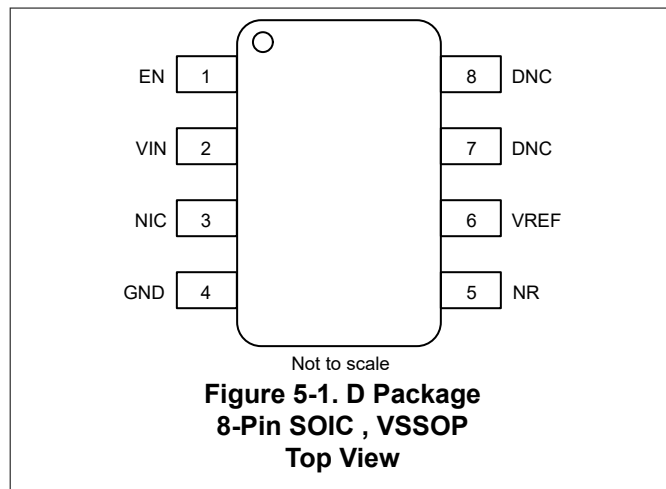 EN 1 8 DNC
VIN 2 7 DNC
NIC 3 6 VREF
GND 4 5 NR
Not to scale
Figure 5-1. D Package
8-Pin SOIC , VSSOP
Top View